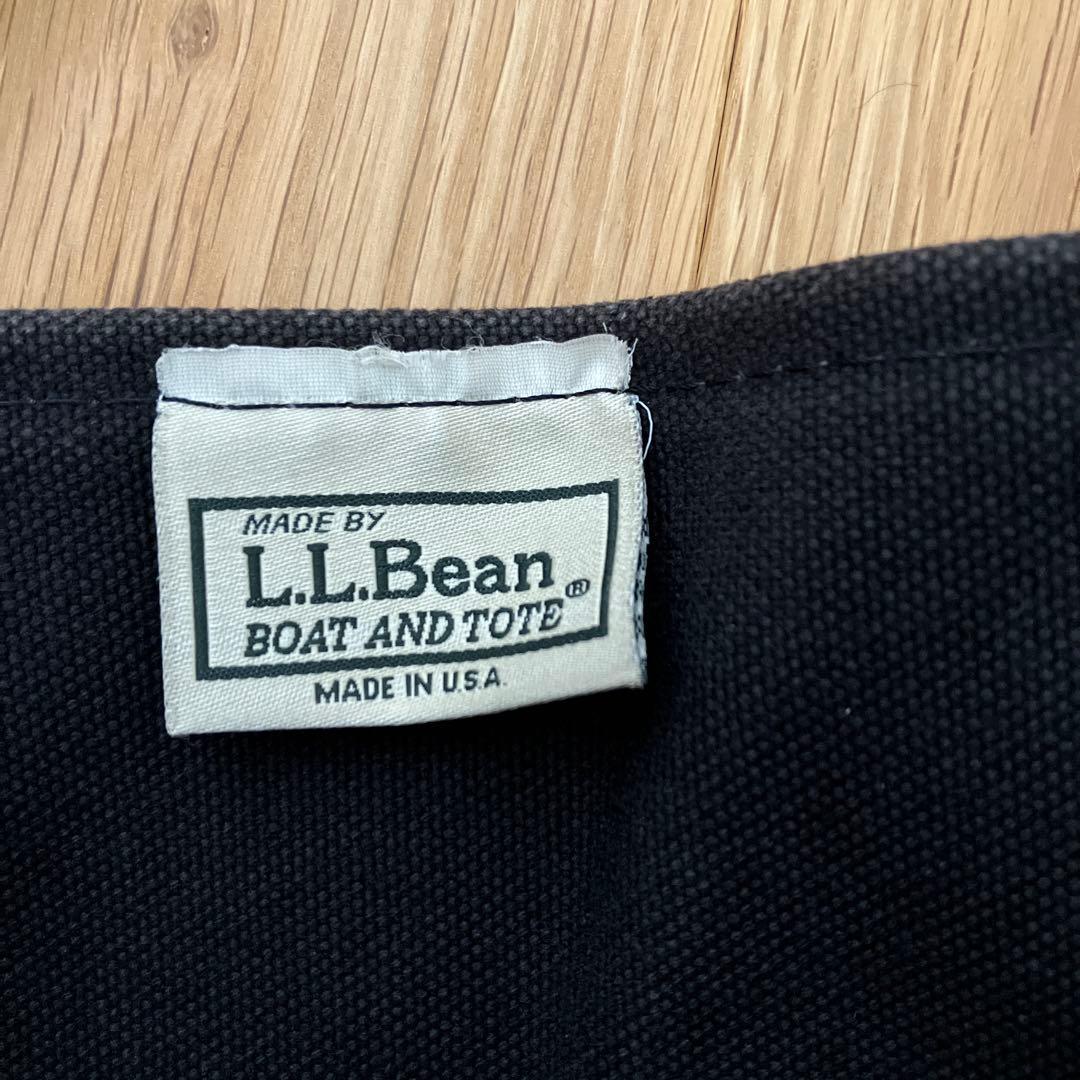 MADE BY
L.L.Bean®
BOAT AND TOTE
MADE IN U.S.A.